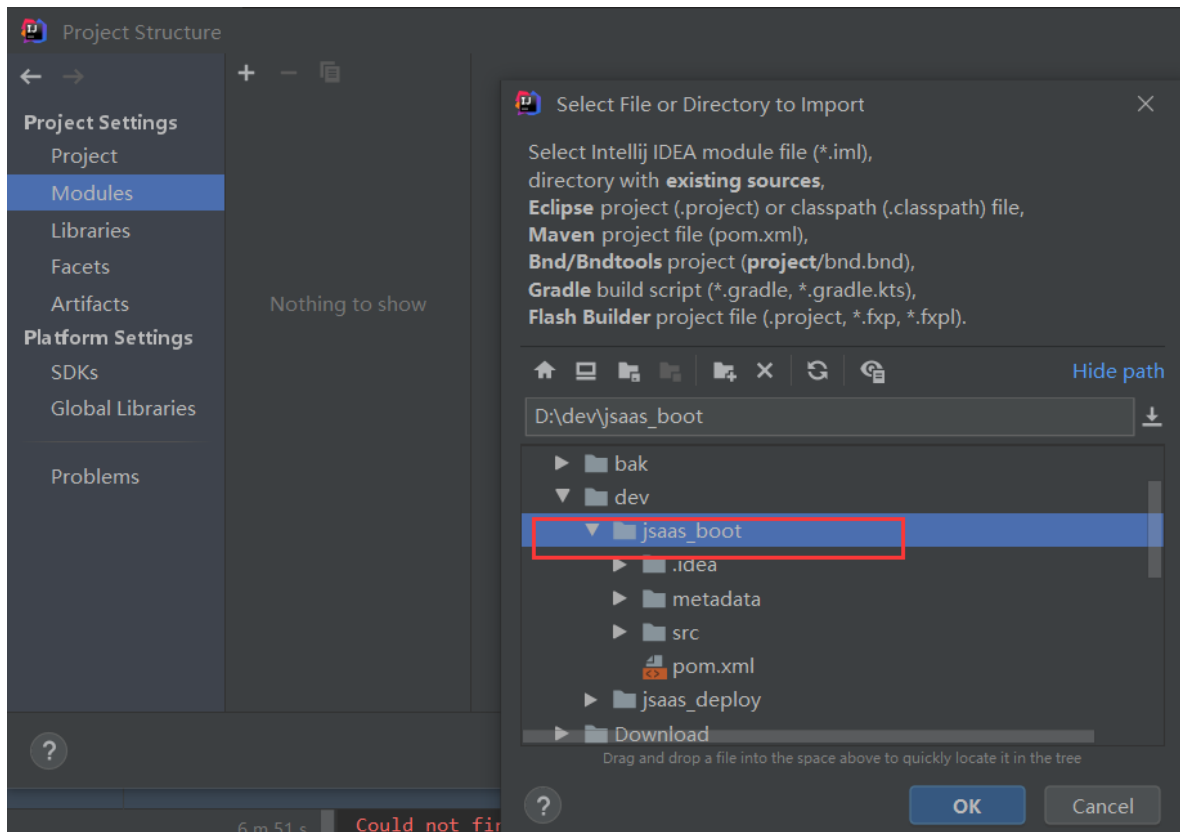 Project Structure
Project Settings
Project
Modules
Libraries
Facets
Artifacts
Platform Settings
SDKs
Global Libraries
Problems
Nothing to show
Select File or Directory to Import
Select Intellij IDEA module file (*.iml),
directory with existing sources,
Eclipse project (.project) or classpath (.classpath) file,
Maven project file (pom.xml),
Bnd/Bndtools project (project/bnd.bnd),
Gradle build script (*.gradle, *.gradle.kts),
Flash Builder project file (.project, *.fxp, *.fxpl).
Hide path
D:\dev\jsaas_boot
bak
dev
jsaas_boot
.idea
metadata
src
pom.xml
jsaas_deploy
Download
Drag and drop a file into the space above to quickly locate it in the tree
?
?
OK
Cancel
6 m 51 s
Could not